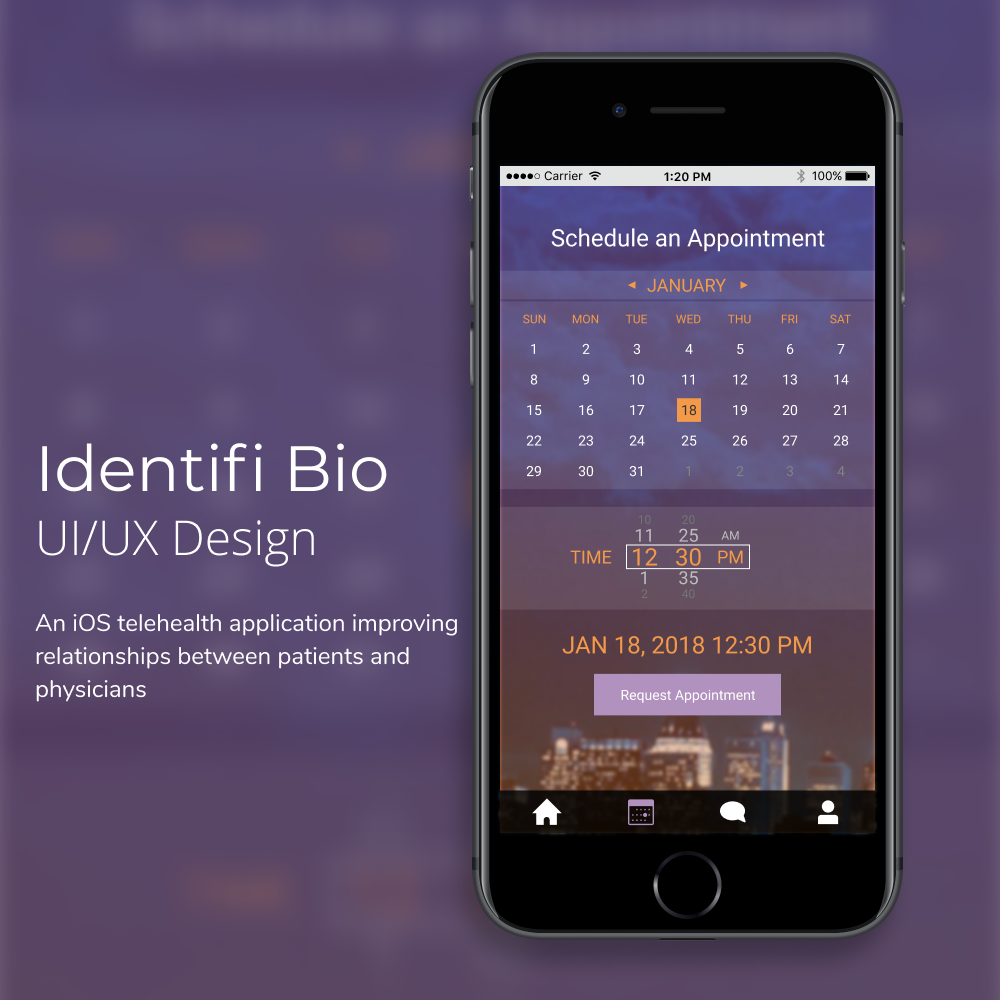 Identifi Bio
UI/UX Design
An iOS telehealth application improving
relationships between patients and
physicians
Carrier 1:20 PM 100%
Schedule an Appointment
◄ JANUARY ►
SUN MON TUE WED THU FRI SAT
1 2 3 4 5 6 7
8 9 10 11 12 13 14
15 16 17 18 19 20 21
22 23 24 25 26 27 28
29 30 31 1 2 3 4
10 20
11 25 AM
TIME 12 30 PM
1 35
2 40
JAN 18, 2018 12:30 PM
Request Appointment